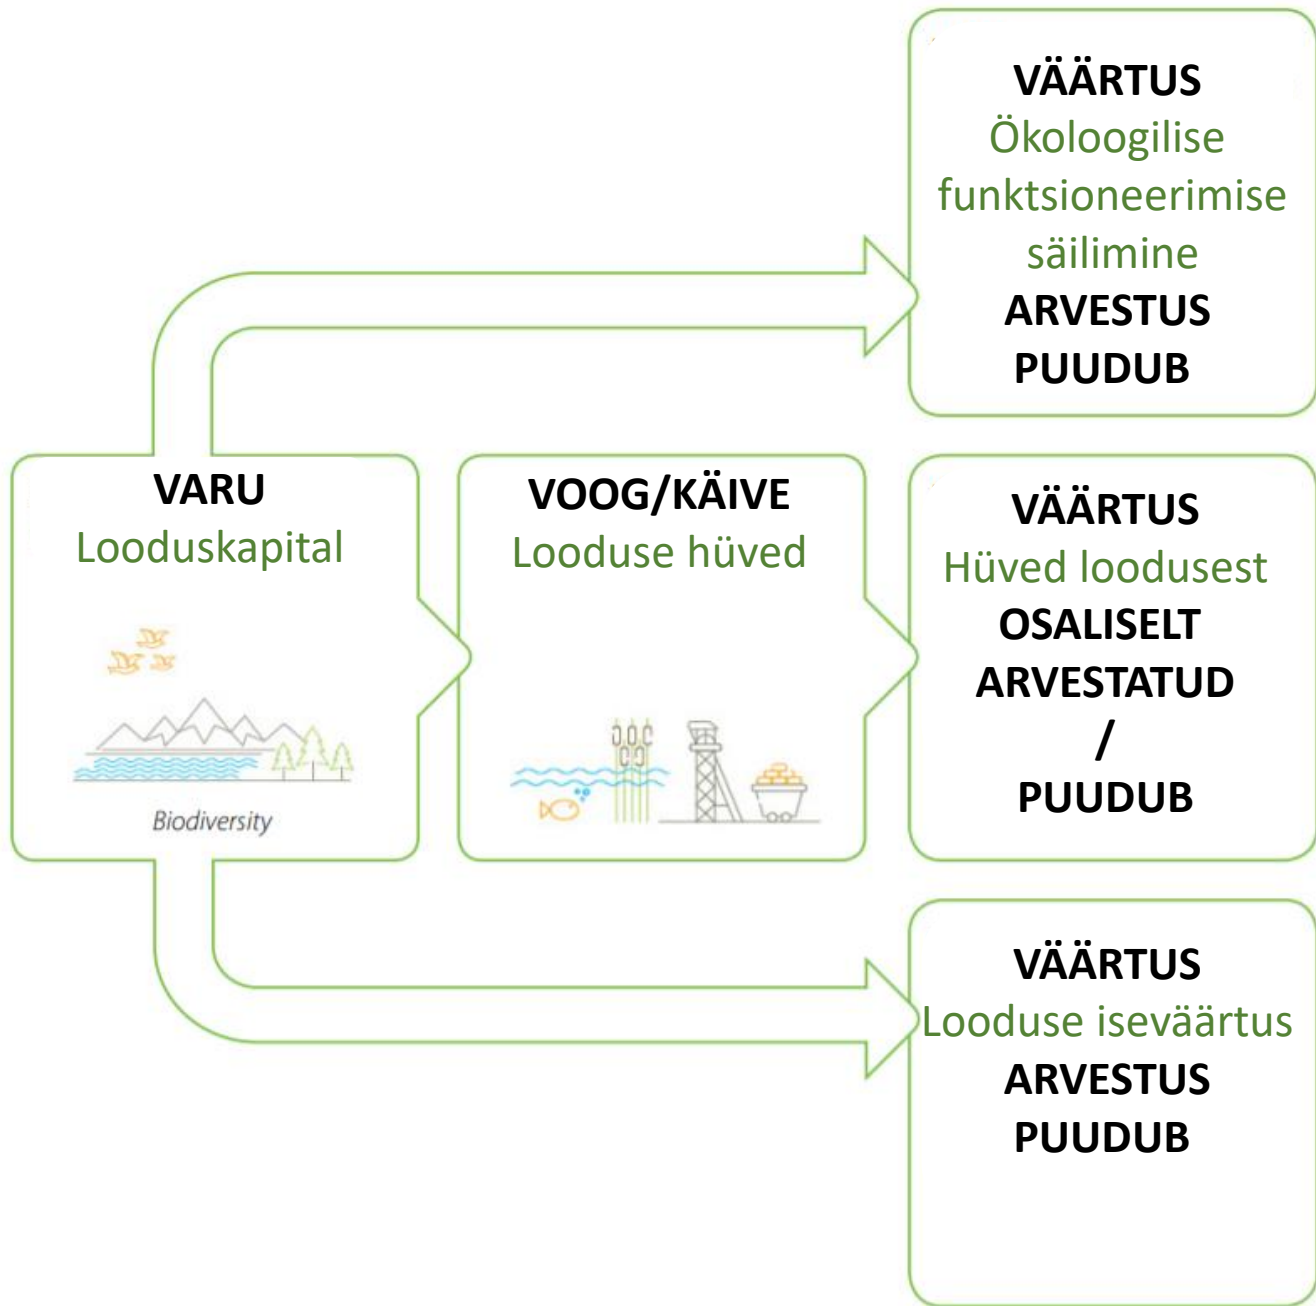 VÄÄRTUS
Ökoloogilise
funktsioneerimise
säilimine
ARVESTUS
PUUDUB
VARU
Looduskapital
Biodiversity
VOOG/KÄIVE
Looduse hüved
VÄÄRTUS
Hüved loodusest
OSALISELT
ARVESTATUD
/
PUUDUB
VÄÄRTUS
Looduse iseväärtus
ARVESTUS
PUUDUB